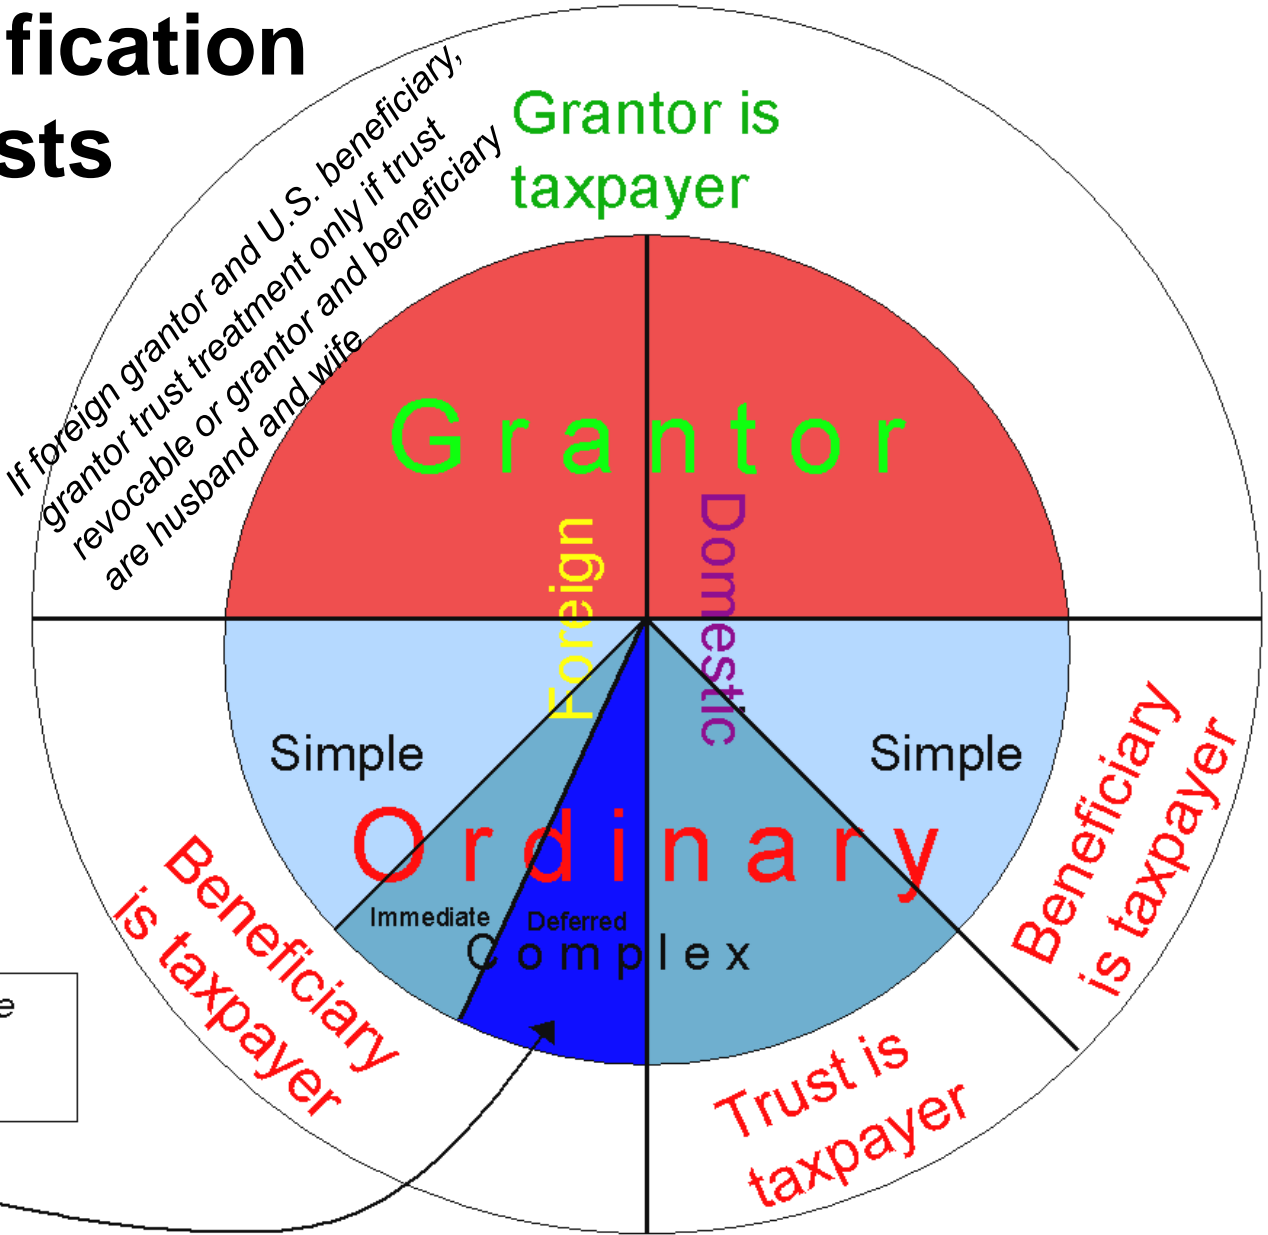 fication
sts
If foreign grantor and U.S. beneficiary,
grantor trust treatment only if trust
revocable or grantor and beneficiary
are husband and wife
Grantor is
taxpayer
Grantor
Foreign
Domestic
Simple
Simple
Ordinary
Immediate
Deferred
Complex
Beneficiary
is taxpayer
Beneficiary
is taxpayer
Trust is
taxpayer
e